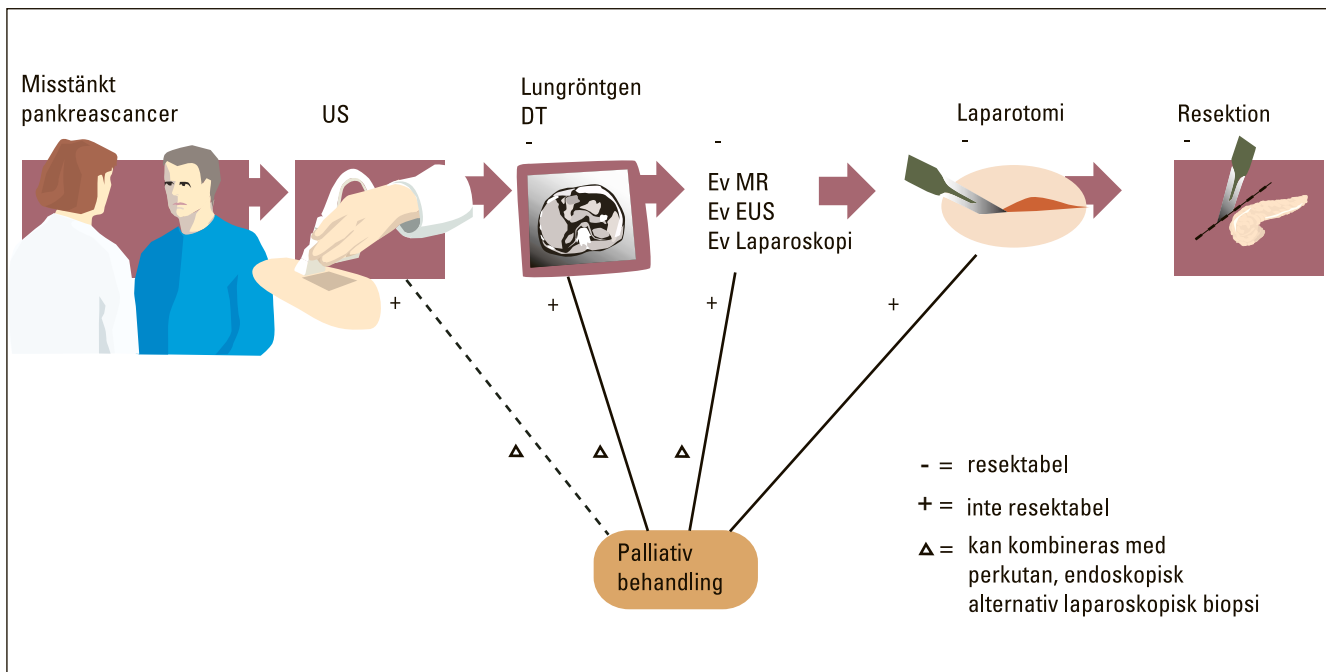 Misstänkt
pankreascancer
US
Lungröntgen
DT
-
-
Ev MR
Ev EUS
Ev Laparoskopi
Laparotomi
-
Resektion
-
+
+
+
+
Δ
Δ
Δ
Palliativ
behandling
- = resektabel
+ = inte resektabel
Δ = kan kombineras med
perkutan, endoskopisk
alternativ laparoskopisk biopsi